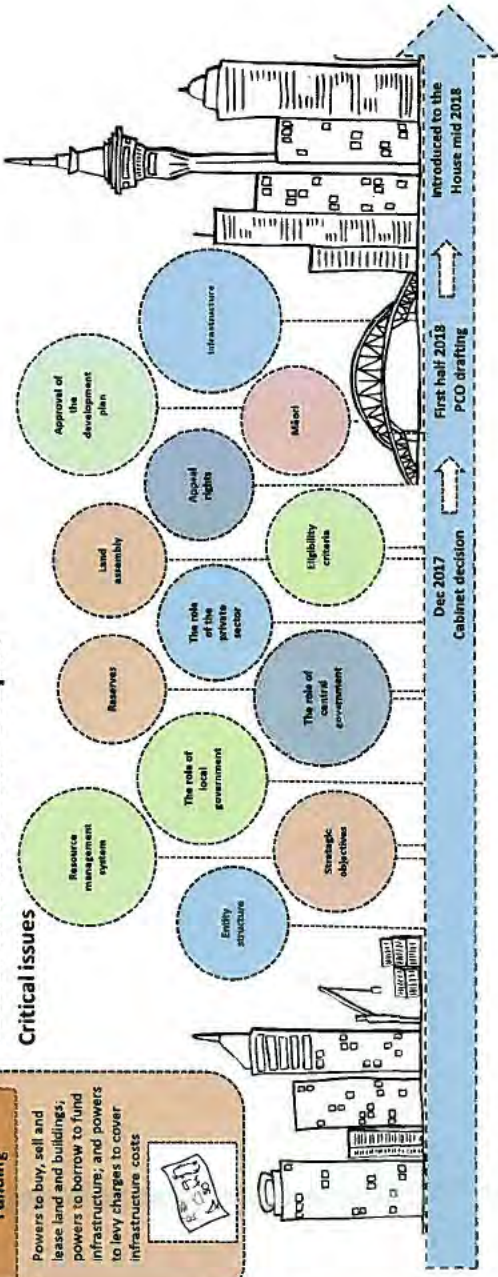 Powers to buy, sell and
lease land and buildings;
powers to borrow to fund
infrastructure; and powers
to levy charges to cover
infrastructure costs
Critical issues
Entity
structure
Resource
management
system
Strategic
objectives
The role of
local
government
Reserves
The role of
central
government
The role
of the
private
sector
Land
assembly
Eligibility
criteria
Appeal
rights
Approval of
the
development
plan
Māori
Infrastructure
Dec 2017
Cabinet decision
First half 2018
PCO drafting
Introduced to the
House mid 2018